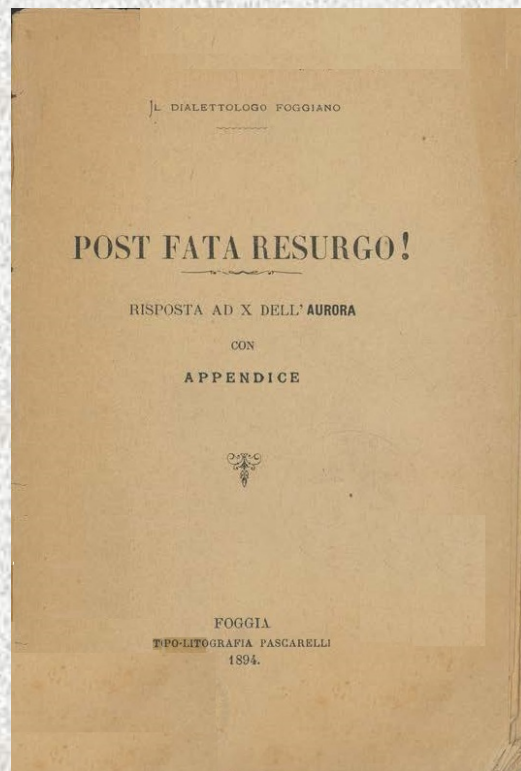 IL DIALETTOLOGO FOGGIANO
POST FATA RESURGO!
RISPOSTA AD X DELL'AURORA
CON
APPENDICE
FOGGIA
TIPO-LITOGRAFIA PASCARELLI
1894.